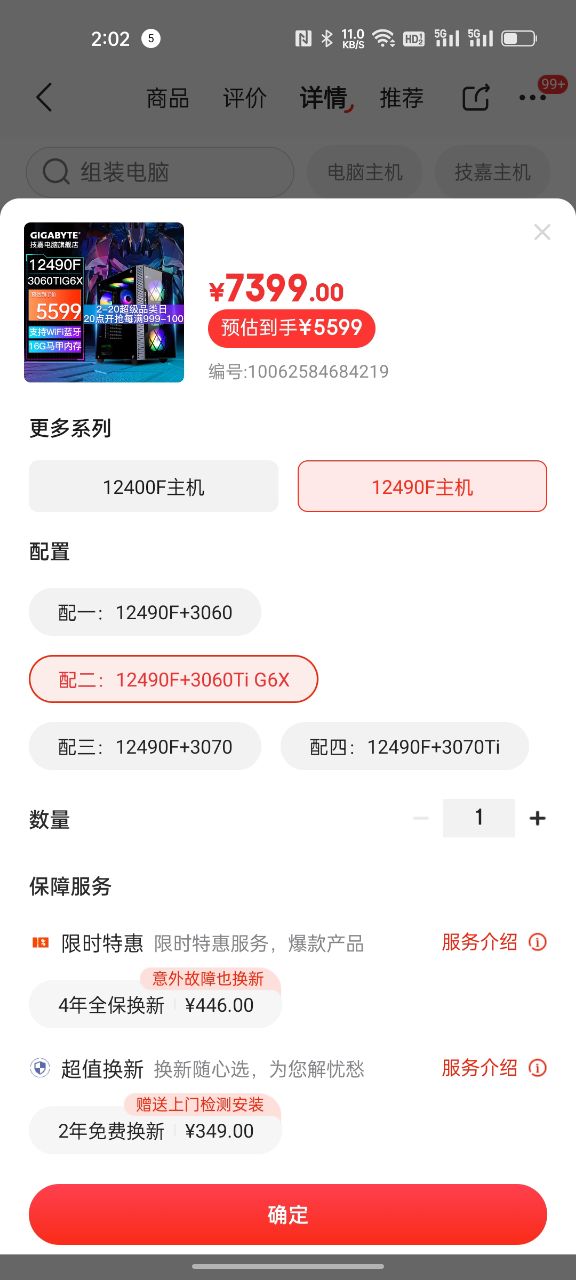 2:02 5 11.0 KB/S HD1 2 5G 5G
商品 评价 详情 推荐 99+
组装电脑 电脑主机 技嘉主机
GIGABYTE
技嘉电脑旗舰店
12490F
3060TIG6X
5599
2-20超级品类日
20点开抢每满999-100
支持WIFI蓝牙
16G马甲内存
¥7399.00
预估到手¥5599
编号:10062584684219
更多系列
12400F主机 12490F主机
配置
配一：12490F+3060
配二：12490F+3060Ti G6X
配三：12490F+3070 配四：12490F+3070Ti
数量 1
保障服务
限时特惠 限时特惠服务，爆款产品 服务介绍
意外故障也换新
4年全保换新 ¥446.00
超值换新 换新随心选，为您解忧愁 服务介绍
赠送上门检测安装
2年免费换新 ¥349.00
确定